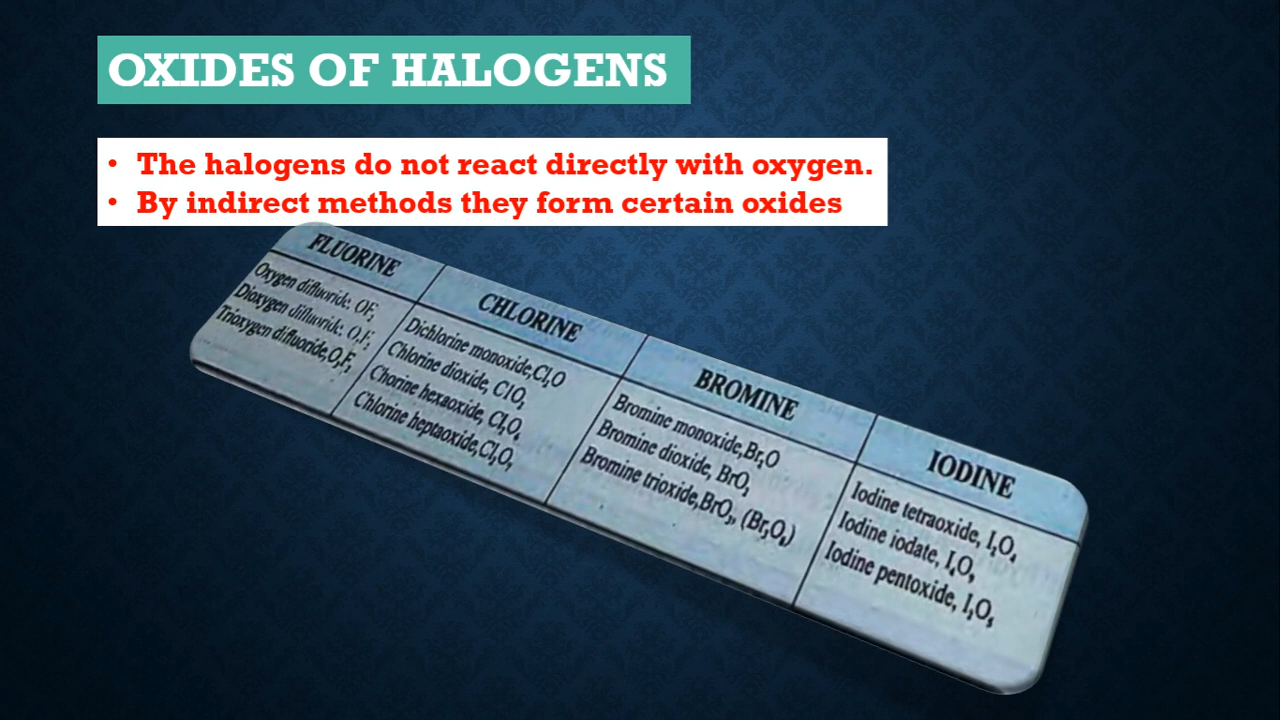 OXIDES OF HALOGENS
• The halogens do not react directly with oxygen.
• By indirect methods they form certain oxides
FLUORINE
Oxygen difluoride, OF₂
Dioxygen difluoride, O₂F₂
Trioxygen difluoride, O₃F₂
CHLORINE
Dichlorine monoxide, Cl₂O
Chlorine dioxide, ClO₂
Chorine hexaoxide, Cl₂O₆
Chlorine heptaoxide, Cl₂O₇
BROMINE
Bromine monoxide, Br₂O
Bromine dioxide, BrO₂
Bromine trioxide, BrO₃, (Br₃O₈)
IODINE
Iodine tetraoxide, I₂O₄
Iodine iodate, I₄O₉
Iodine pentoxide, I₂O₅